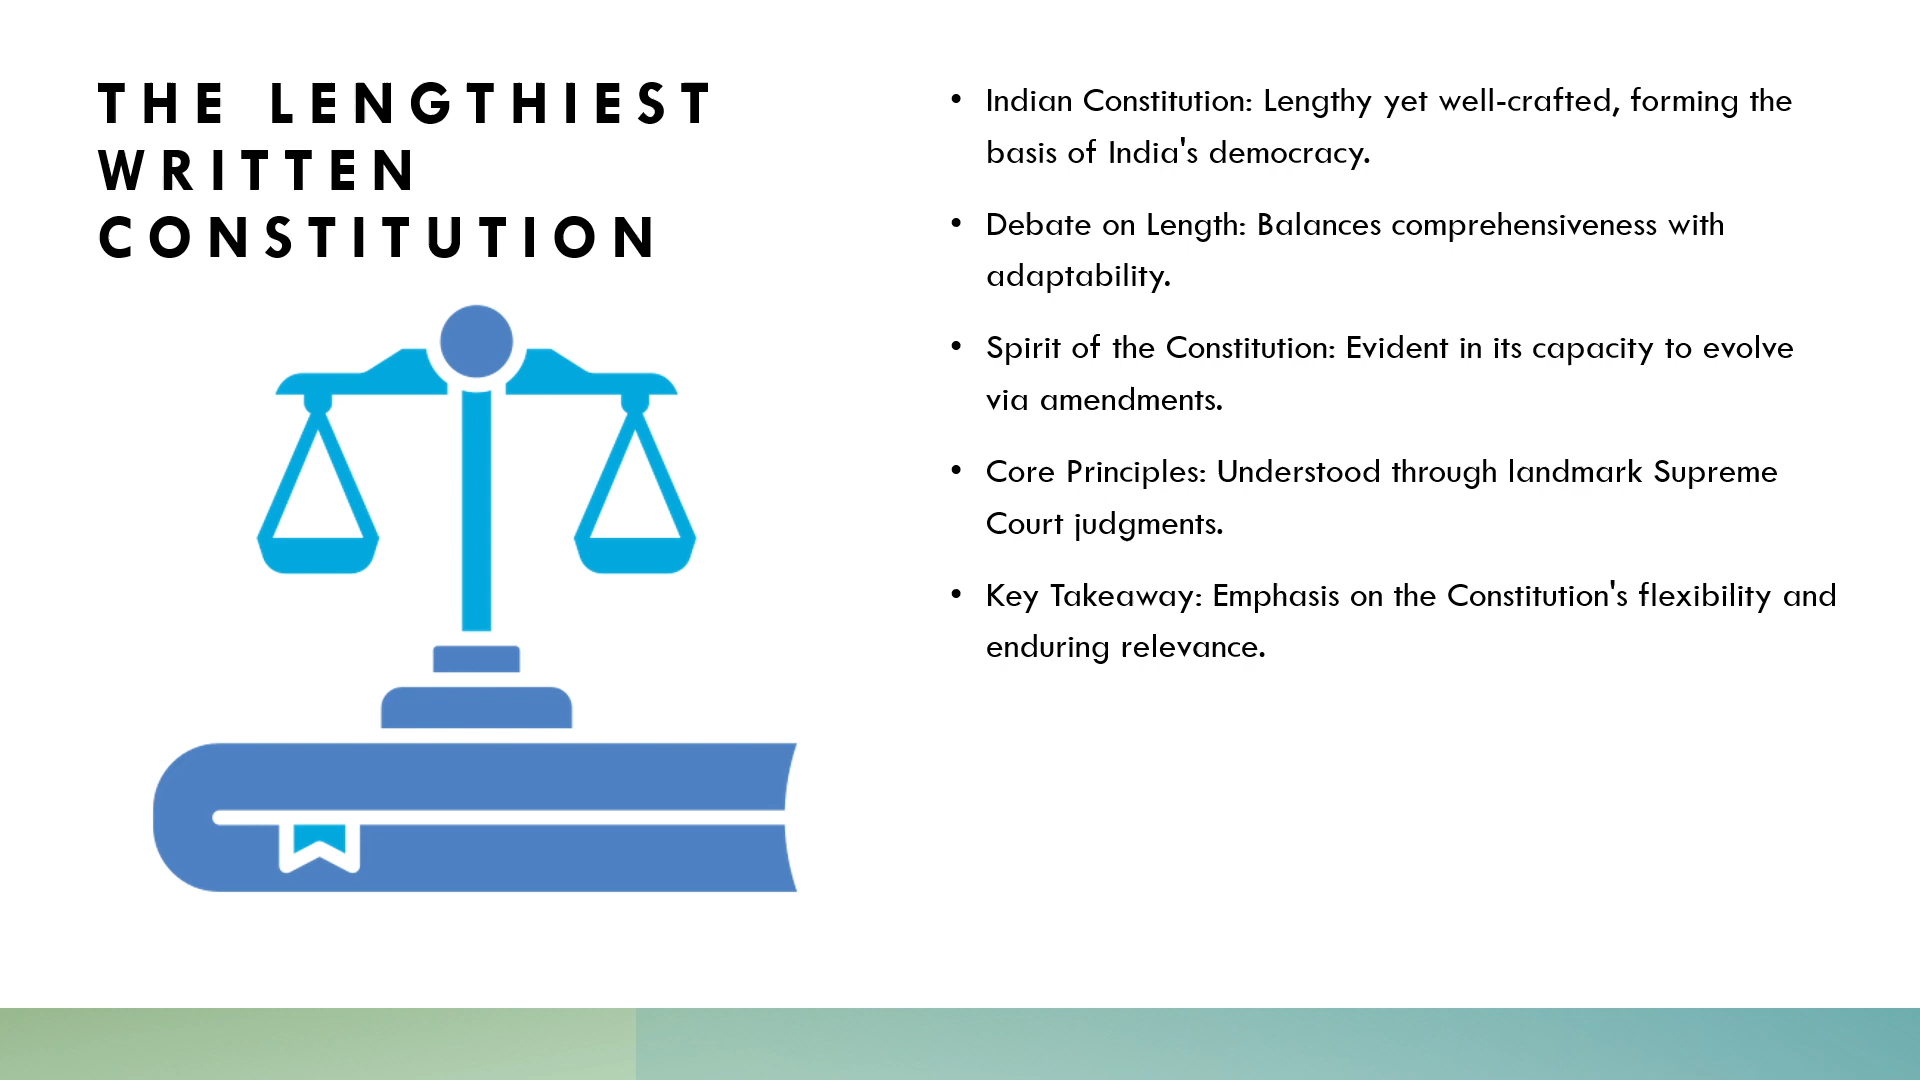 THE LENGTHIEST
WRITTEN
CONSTITUTION
• Indian Constitution: Lengthy yet well-crafted, forming the
basis of India's democracy.
• Debate on Length: Balances comprehensiveness with
adaptability.
• Spirit of the Constitution: Evident in its capacity to evolve
via amendments.
• Core Principles: Understood through landmark Supreme
Court judgments.
• Key Takeaway: Emphasis on the Constitution's flexibility and
enduring relevance.